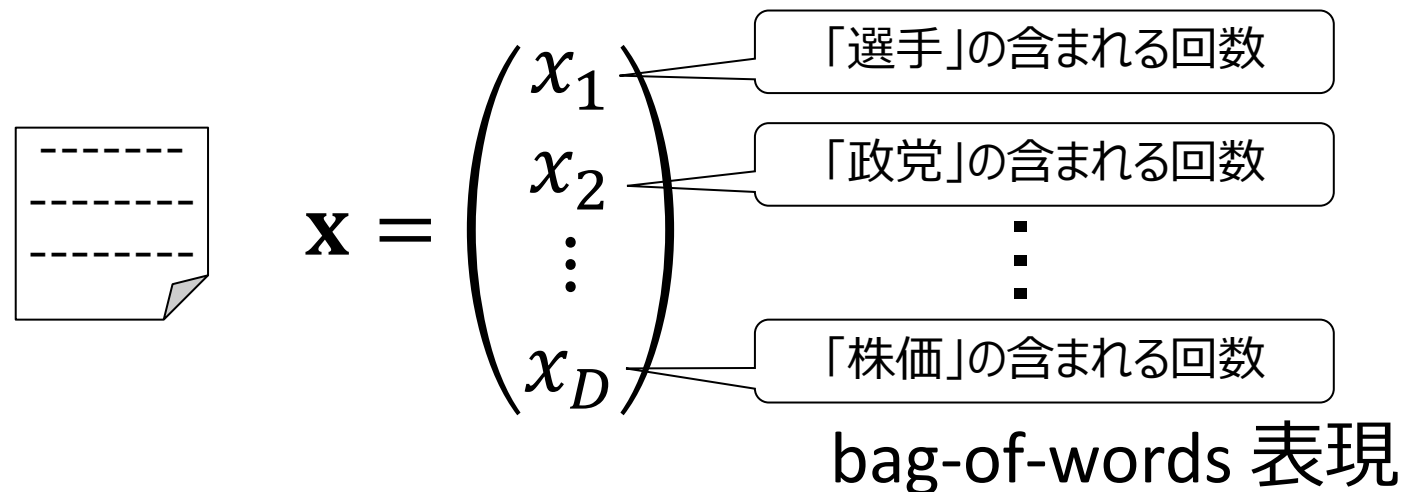 「選手」の含まれる回数
「政党」の含まれる回数
x = (x₁ x₂ ⋮ x_D)
⋮
「株価」の含まれる回数
bag-of-words 表現